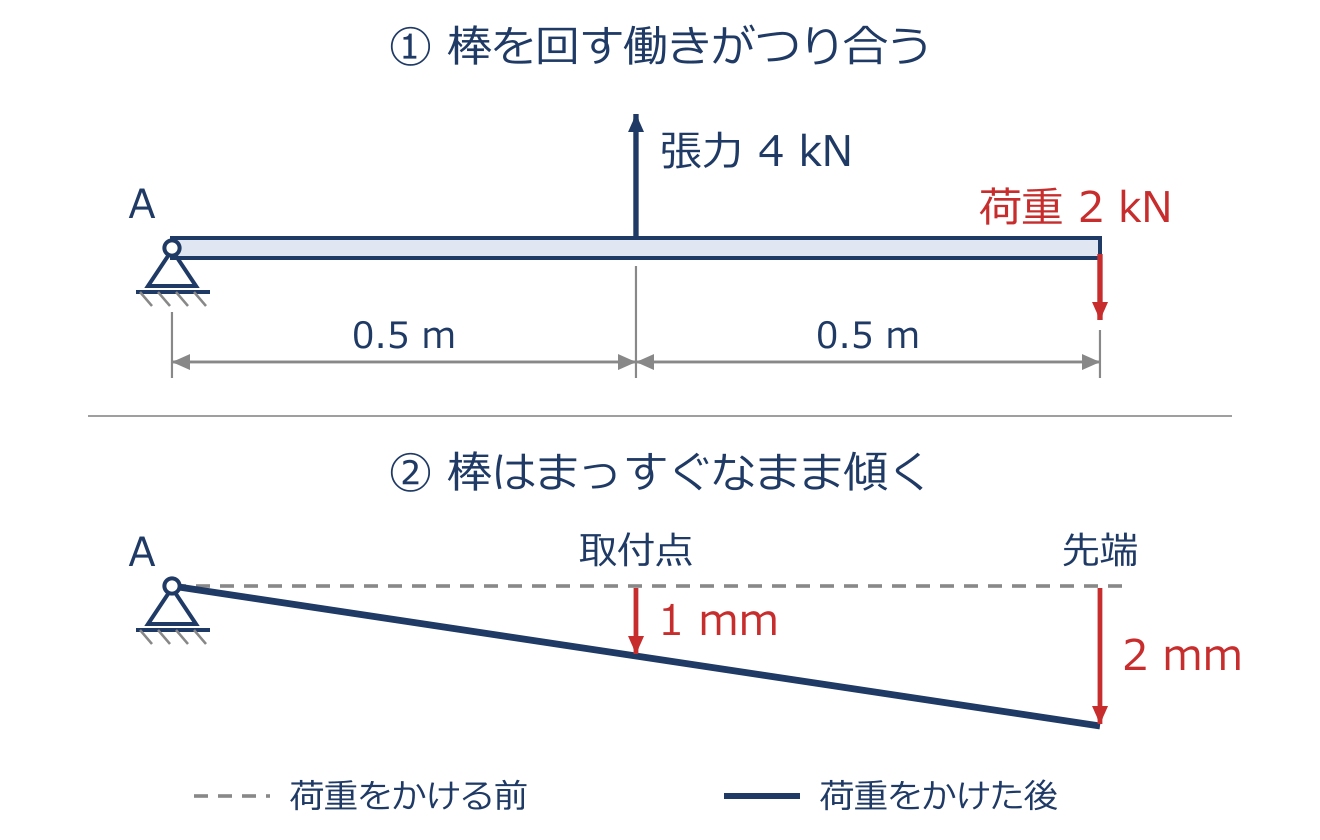 ① 棒を回す働きがつり合う
張力 4 kN
A
荷重 2 kN
0.5 m
0.5 m
② 棒はまっすぐなまま傾く
A
取付点
先端
1 mm
2 mm
荷重をかける前
荷重をかけた後